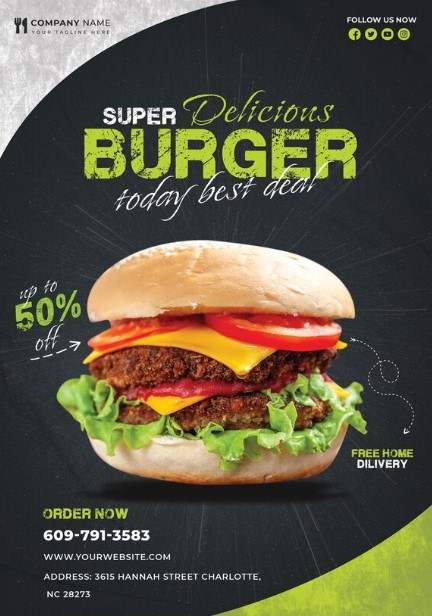 COMPANY NAME
YOUR TAGLINE HERE
FOLLOW US NOW
SUPER Delicious
BURGER
today best deal
up to
50%
off
FREE HOME
DILIVERY
ORDER NOW
609-791-3583
WWW.YOURWEBSITE.COM
ADDRESS: 3615 HANNAH STREET CHARLOTTE,
NC 28273